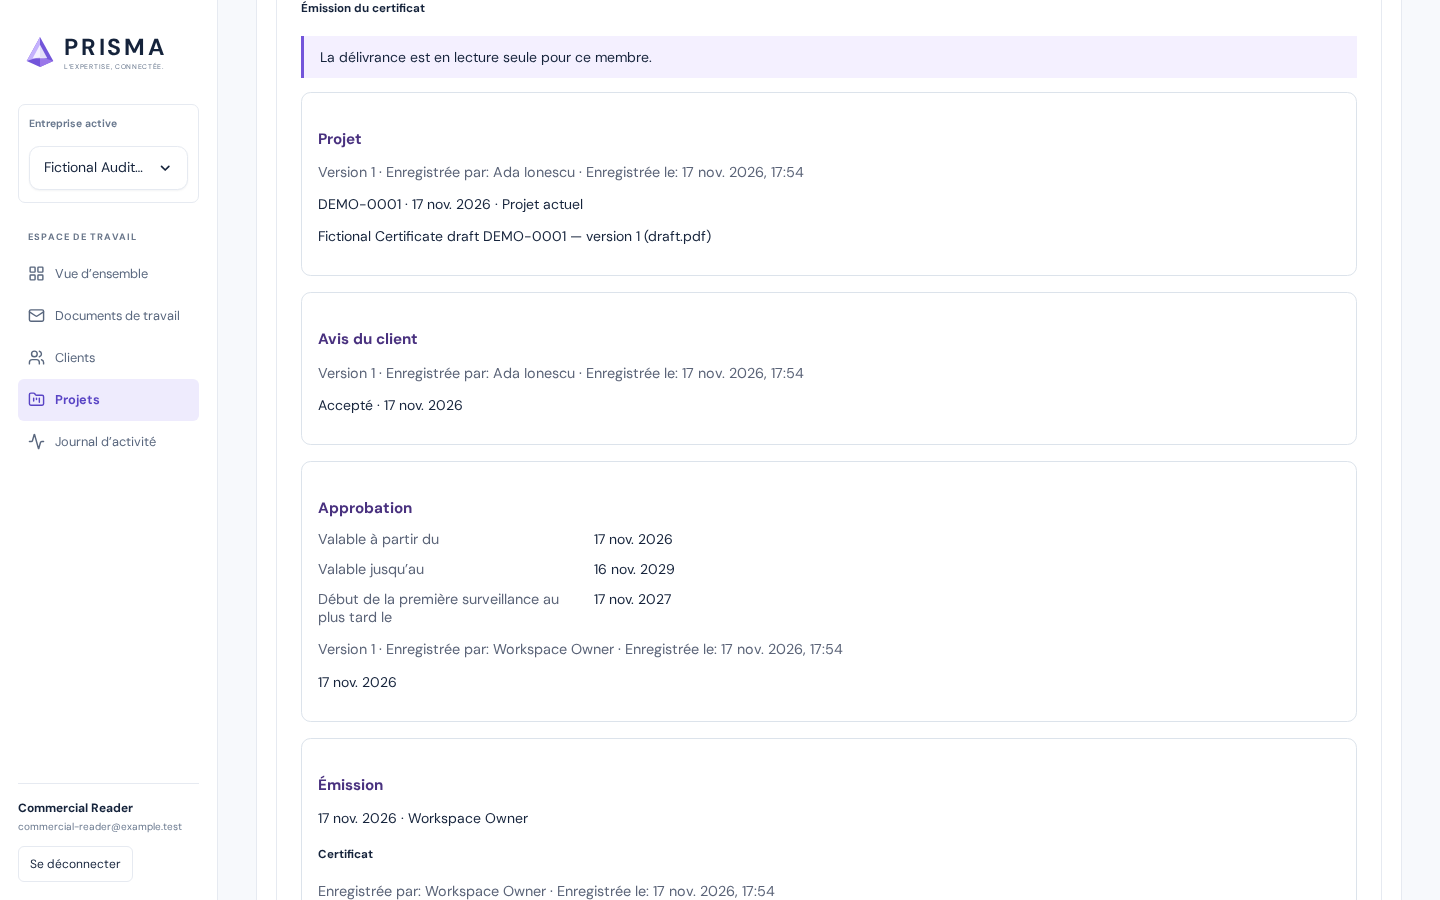 PRISMA
L'EXPERTISE, CONNECTÉE.
Entreprise active
Fictional Audit...
ESPACE DE TRAVAIL
Vue d’ensemble
Documents de travail
Clients
Projets
Journal d’activité
Commercial Reader
commercial-reader@example.test
Se déconnecter
Émission du certificat
La délivrance est en lecture seule pour ce membre.
Projet
Version 1 · Enregistrée par: Ada Ionescu · Enregistrée le: 17 nov. 2026, 17:54
DEMO-0001 · 17 nov. 2026 · Projet actuel
Fictional Certificate draft DEMO-0001 — version 1 (draft.pdf)
Avis du client
Version 1 · Enregistrée par: Ada Ionescu · Enregistrée le: 17 nov. 2026, 17:54
Accepté · 17 nov. 2026
Approbation
Valable à partir du 17 nov. 2026
Valable jusqu’au 16 nov. 2029
Début de la première surveillance au 17 nov. 2027
plus tard le
Version 1 · Enregistrée par: Workspace Owner · Enregistrée le: 17 nov. 2026, 17:54
17 nov. 2026
Émission
17 nov. 2026 · Workspace Owner
Certificat
Enregistrée par: Workspace Owner · Enregistrée le: 17 nov. 2026, 17:54